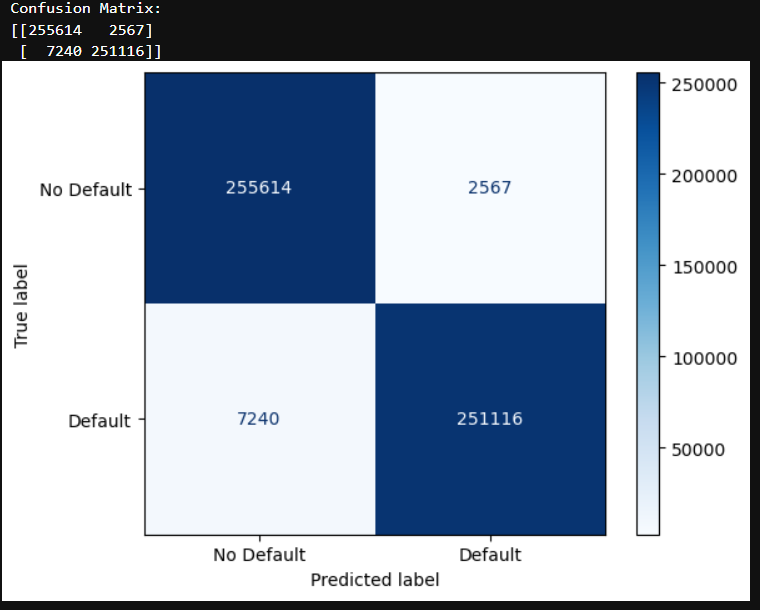 Confusion Matrix:
[[255614   2567]
 [  7240 251116]]
250000
No Default
255614
2567
200000
150000
True label
100000
Default
7240
251116
50000
No Default
Default
Predicted label